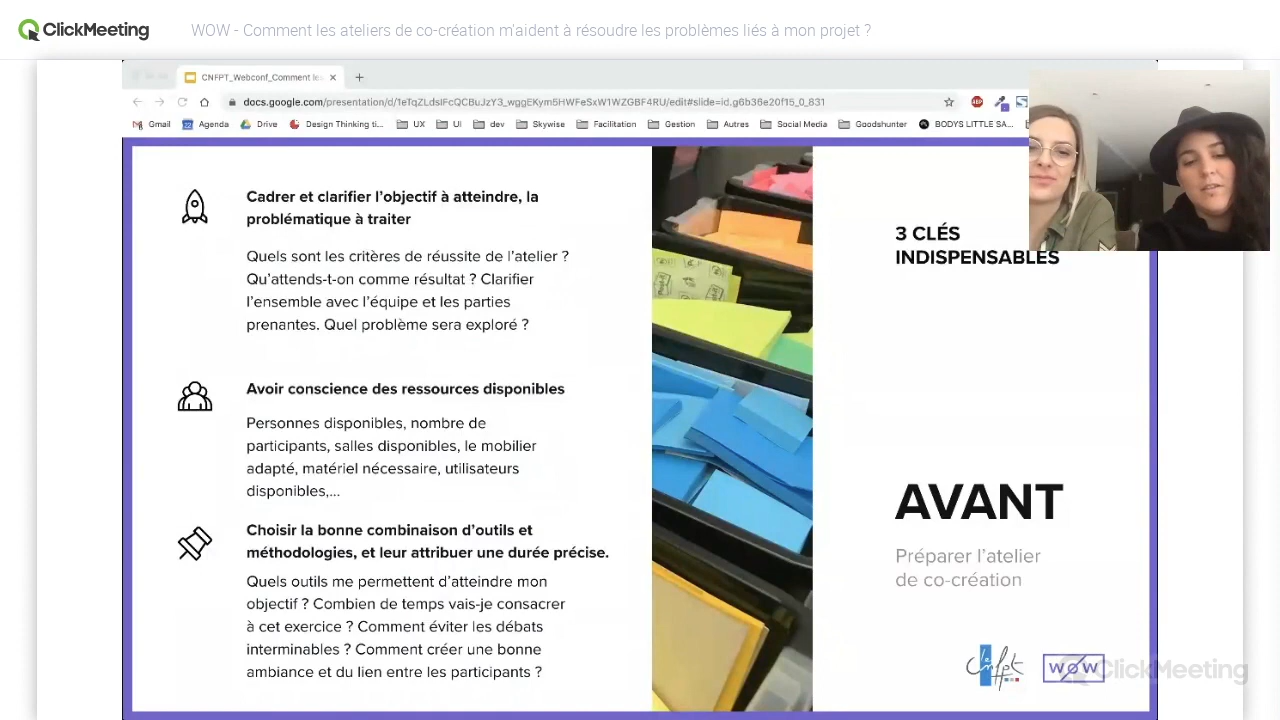 ClickMeeting
WOW - Comment les ateliers de co-création m'aident à résoudre les problèmes liés à mon projet ?
CNFPT_Webconf_Comment les
docs.google.com/presentation/d/1eTqZLdsIFcQCBuJzY3_wggEKym5HWFeSxW1WZGBF4RU/edit#slide=id.g6b36e20f15_0_831
Gmail Agenda Drive Design Thinking ti... UX UI dev Skywise Facilitation Gestion Autres Social Media Goodshunter BODYS LITTLE SA...
Cadrer et clarifier l'objectif à atteindre, la
problématique à traiter
Quels sont les critères de réussite de l'atelier ?
Qu'attends-t-on comme résultat ? Clarifier
l'ensemble avec l'équipe et les parties
prenantes. Quel problème sera exploré ?
Avoir conscience des ressources disponibles
Personnes disponibles, nombre de
participants, salles disponibles, le mobilier
adapté, matériel nécessaire, utilisateurs
disponibles,...
Choisir la bonne combinaison d'outils et
méthodologies, et leur attribuer une durée précise.
Quels outils me permettent d'atteindre mon
objectif ? Combien de temps vais-je consacrer
à cet exercice ? Comment éviter les débats
interminables ? Comment créer une bonne
ambiance et du lien entre les participants ?
3 CLÉS
INDISPENSABLES
AVANT
Préparer l'atelier
de co-création
cnfpt
WOW
ClickMeeting